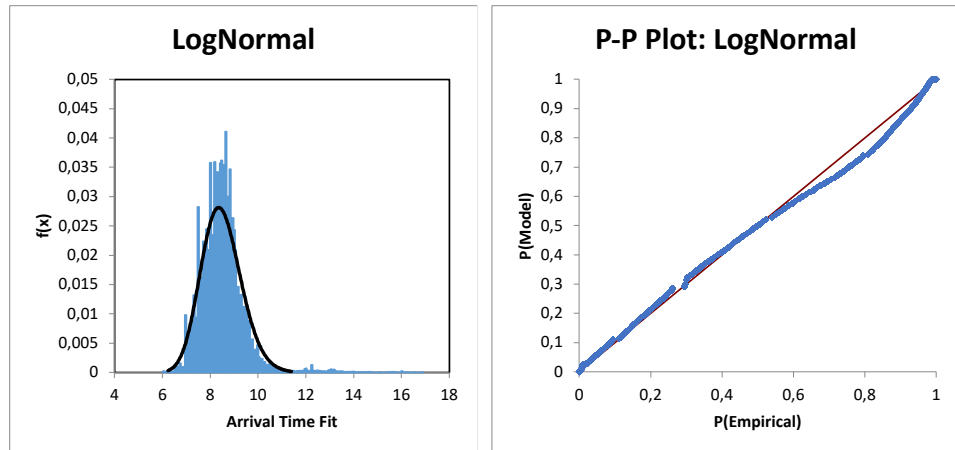 LogNormal
0,05
0,045
0,04
0,035
0,03
0,025
0,02
0,015
0,01
0,005
0
f(x)
4 6 8 10 12 14 16 18
Arrival Time Fit
P-P Plot: LogNormal
1
0,9
0,8
0,7
0,6
0,5
0,4
0,3
0,2
0,1
0
P(Model)
0 0,2 0,4 0,6 0,8 1
P(Empirical)